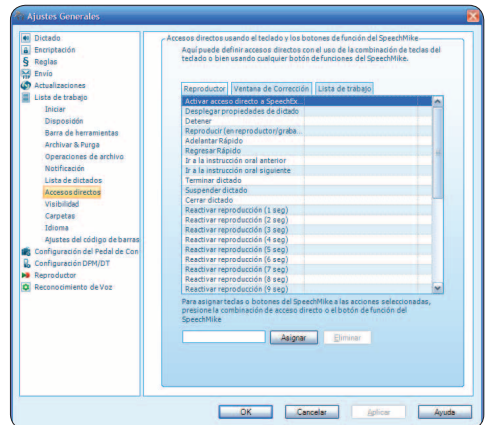 Ajustes Generales
Dictado
Encriptación
Reglas
Envío
Actualizaciones
Lista de trabajo
Iniciar
Disposición
Barra de herramientas
Archivar & Purga
Operaciones de archivo
Notificación
Lista de dictados
Accesos directos
Visibilidad
Carpetas
Idioma
Ajustes del código de barras
Configuración del Pedal de Con
Configuración DPM/DT
Reproductor
Reconocimiento de Voz
Accesos directos usando el teclado y los botones de función del SpeechMike
Aquí puede definir accesos directos con el uso de la combinación de teclas del
teclado o bien usando cualquier botón de funciones del SpeechMike.
Reproductor Ventana de Corrección Lista de trabajo
Activar acceso directo a SpeechEx...
Desplegar propiedades de dictado
Detener
Reproducir (en reproductor/graba...
Adelantar Rápido
Regresar Rápido
Ir a la instrucción oral anterior
Ir a la instrucción oral siguiente
Terminar dictado
Suspender dictado
Cerrar dictado
Reactivar reproducción (1 seg)
Reactivar reproducción (2 seg)
Reactivar reproducción (3 seg)
Reactivar reproducción (4 seg)
Reactivar reproducción (5 seg)
Reactivar reproducción (6 seg)
Reactivar reproducción (7 seg)
Reactivar reproducción (8 seg)
Reactivar reproducción (9 seg)
Para asignar teclas o botones del SpeechMike a las acciones seleccionadas,
presione la combinación de acceso directo o el botón de función del
SpeechMike
Asignar Eliminar
OK Cancelar Aplicar Ayuda